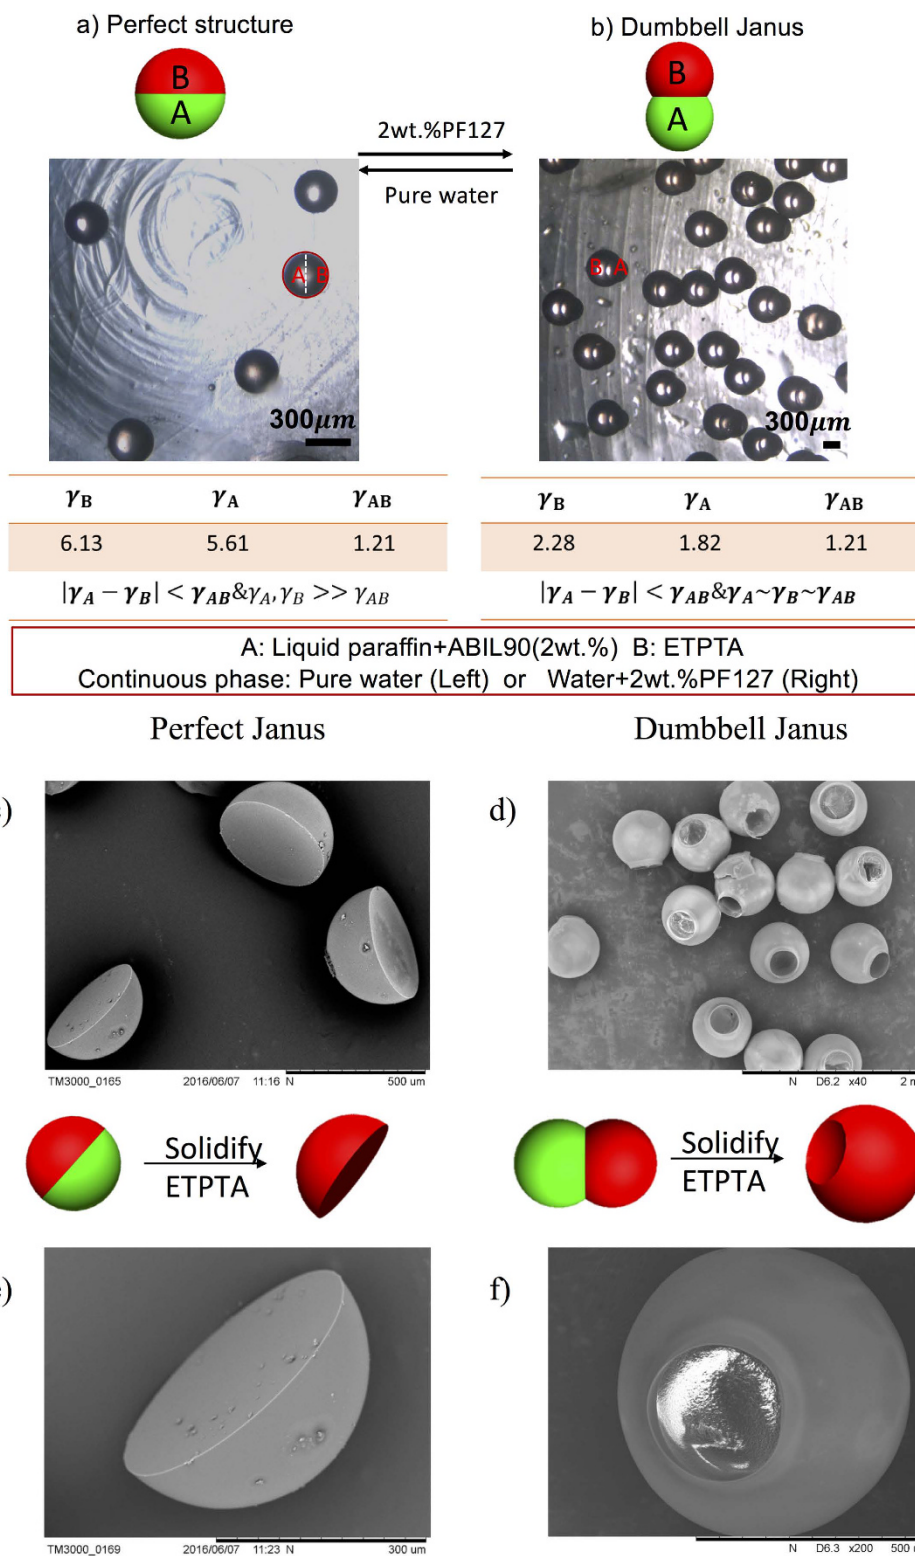 a) Perfect structure
b) Dumbbell Janus
B
A
B
A
2wt.%PF127
Pure water
A B
B A
300μm
300μm
γB γA γAB
6.13 5.61 1.21
|γA − γB| < γAB&γA,γB >> γAB
γB γA γAB
2.28 1.82 1.21
|γA − γB| < γAB&γA~γB~γAB
A: Liquid paraffin+ABIL90(2wt.%) B: ETPTA
Continuous phase: Pure water (Left) or Water+2wt.%PF127 (Right)
Perfect Janus
Dumbbell Janus
)
d)
TM3000_0165 2016/06/07 11:16 N 500 um
N D6.2 x40 2 m
Solidify
ETPTA
Solidify
ETPTA
)
f)
TM3000_0169 2016/06/07 11:23 N 300 um
N D6.3 x200 500